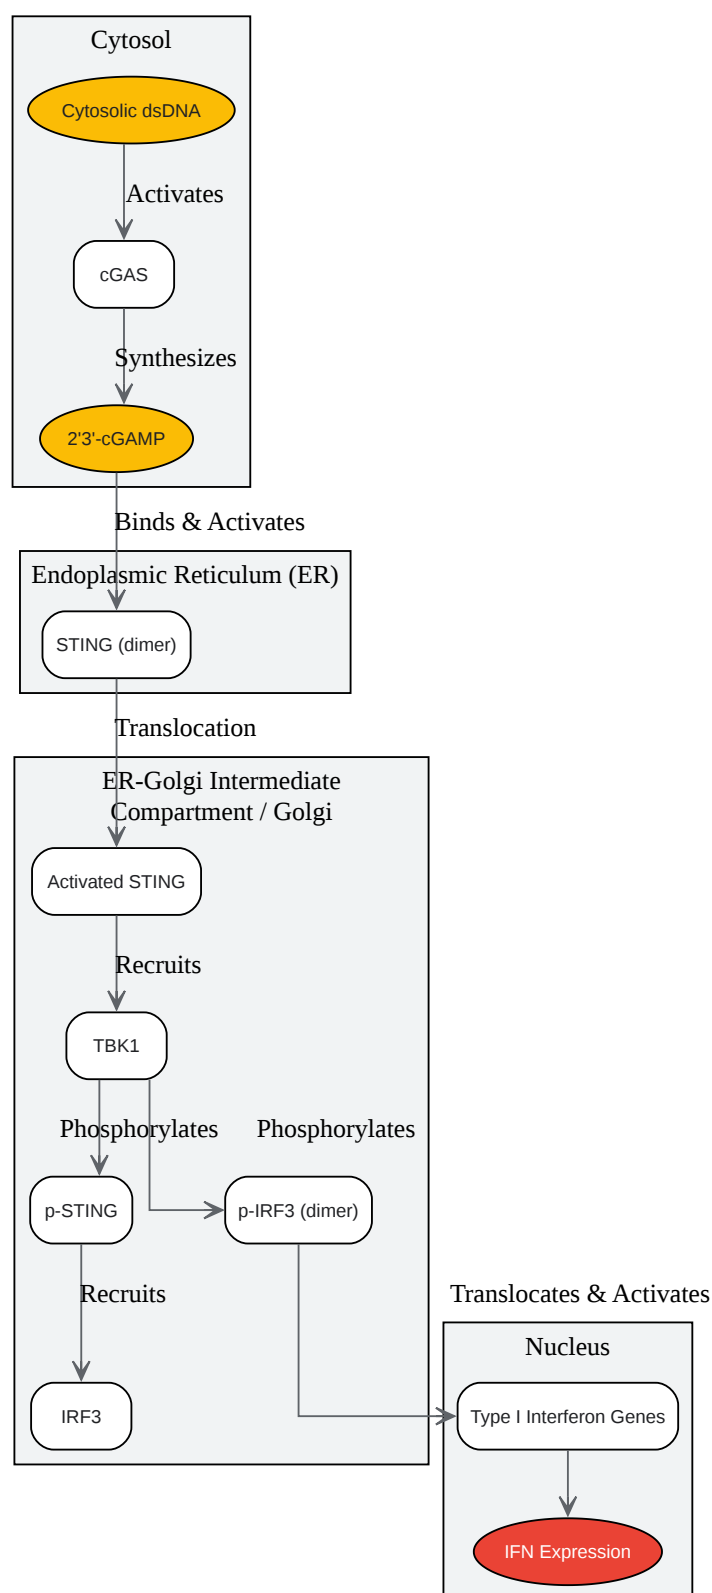 Cytosol
Cytosolic dsDNA
Activates
cGAS
Synthesizes
2'3'-cGAMP
Binds & Activates
Endoplasmic Reticulum (ER)
STING (dimer)
Translocation
ER-Golgi Intermediate
Compartment / Golgi
Activated STING
Recruits
TBK1
Phosphorylates
Phosphorylates
p-STING
p-IRF3 (dimer)
Recruits
Translocates & Activates
Nucleus
IRF3
Type I Interferon Genes
IFN Expression